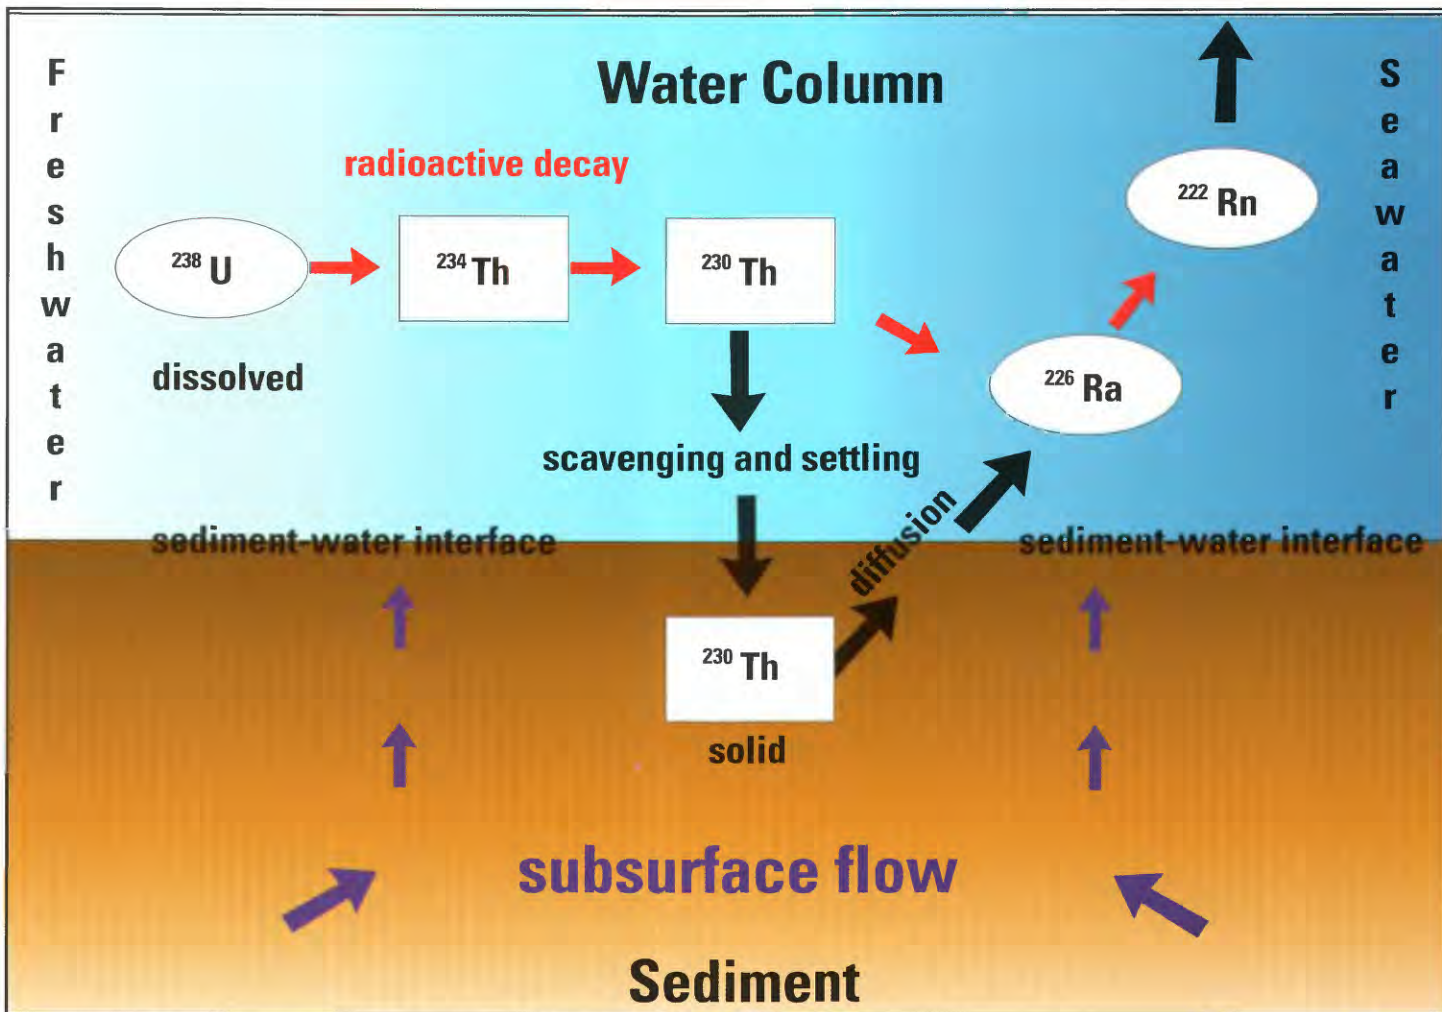 Water Column
Freshwater
Seawater
radioactive decay
222 Rn
238 U
234 Th
230 Th
dissolved
226 Ra
scavenging and settling
diffusion
sediment-water interface
sediment-water interface
230 Th
solid
subsurface flow
Sediment